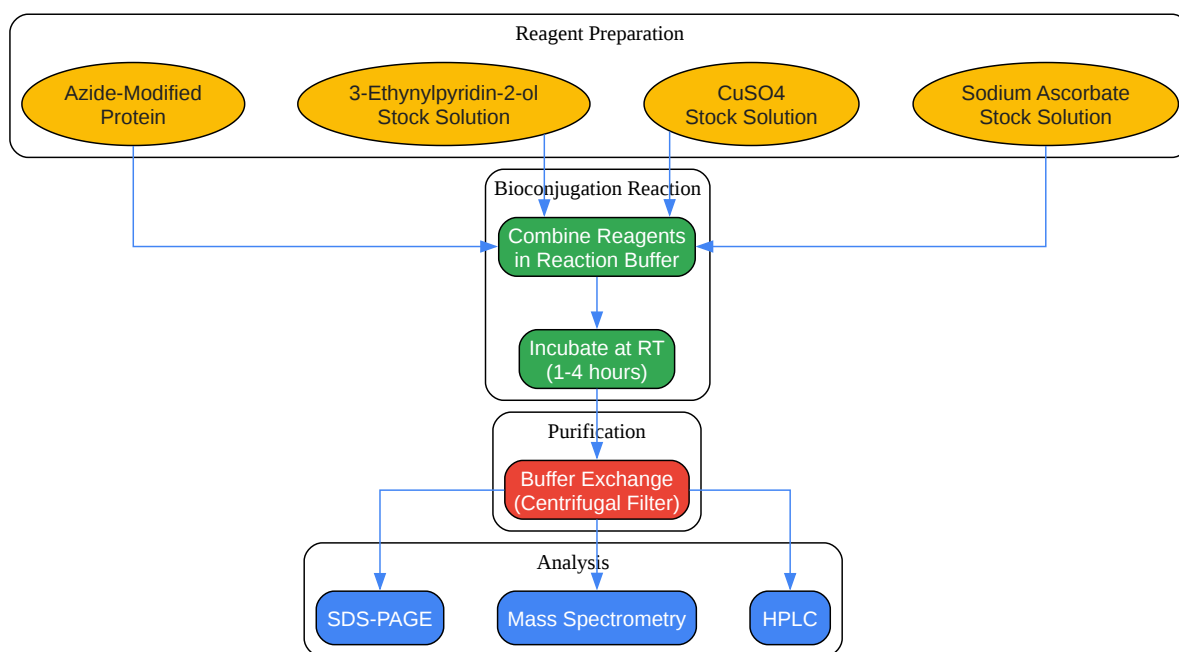 Reagent Preparation
Azide-Modified
Protein
3-Ethynylpyridin-2-ol
Stock Solution
CuSO4
Stock Solution
Sodium Ascorbate
Stock Solution
Bioconjugation Reaction
Combine Reagents
in Reaction Buffer
Incubate at RT
(1-4 hours)
Purification
Buffer Exchange
(Centrifugal Filter)
Analysis
SDS-PAGE
Mass Spectrometry
HPLC